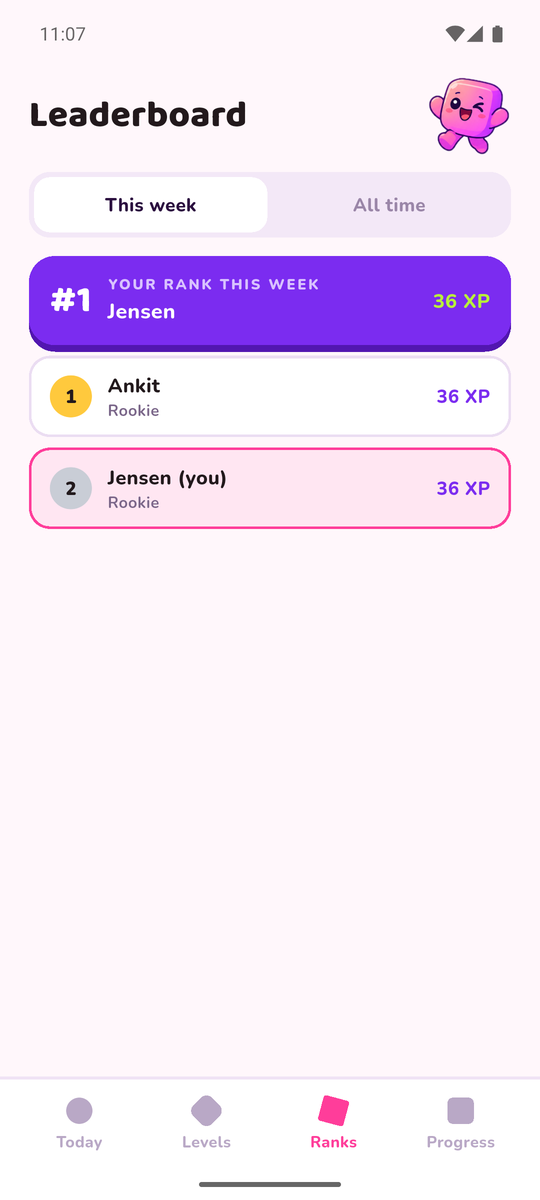 11:07
Leaderboard
This week
All time
#1
YOUR RANK THIS WEEK
Jensen
36 XP
1
Ankit
Rookie
36 XP
2
Jensen (you)
Rookie
36 XP
Today
Levels
Ranks
Progress